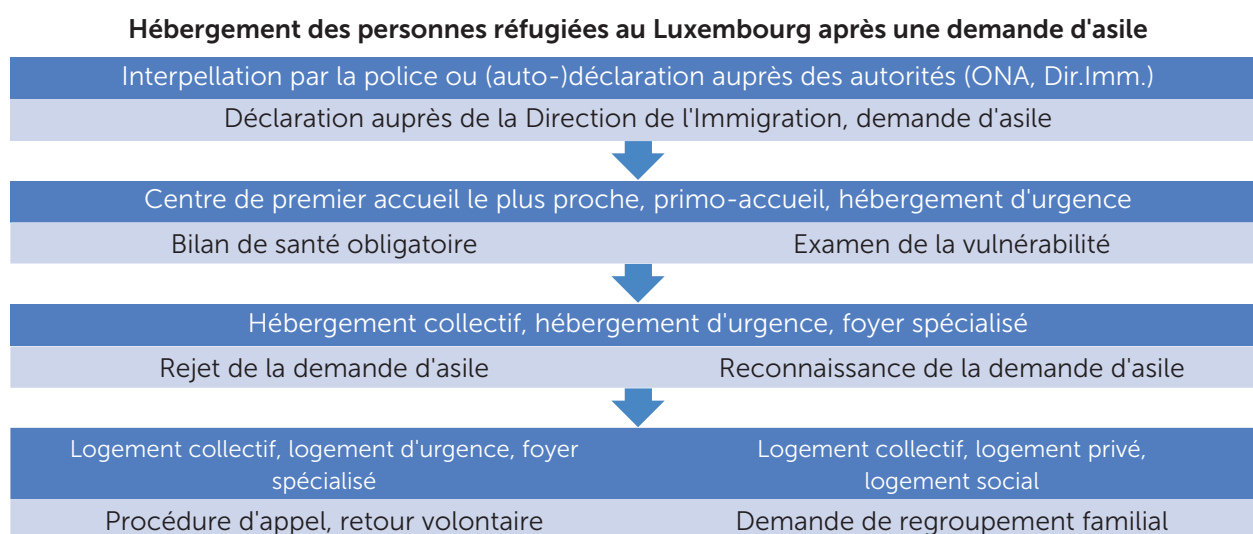 Hébergement des personnes réfugiées au Luxembourg après une demande d'asile
Interpellation par la police ou (auto-)déclaration auprès des autorités (ONA, Dir.Imm.)
Déclaration auprès de la Direction de l'Immigration, demande d'asile
Centre de premier accueil le plus proche, primo-accueil, hébergement d'urgence
Bilan de santé obligatoire
Examen de la vulnérabilité
Hébergement collectif, hébergement d'urgence, foyer spécialisé
Rejet de la demande d'asile
Reconnaissance de la demande d'asile
Logement collectif, logement d'urgence, foyer
spécialisé
Logement collectif, logement privé,
logement social
Procédure d'appel, retour volontaire
Demande de regroupement familial